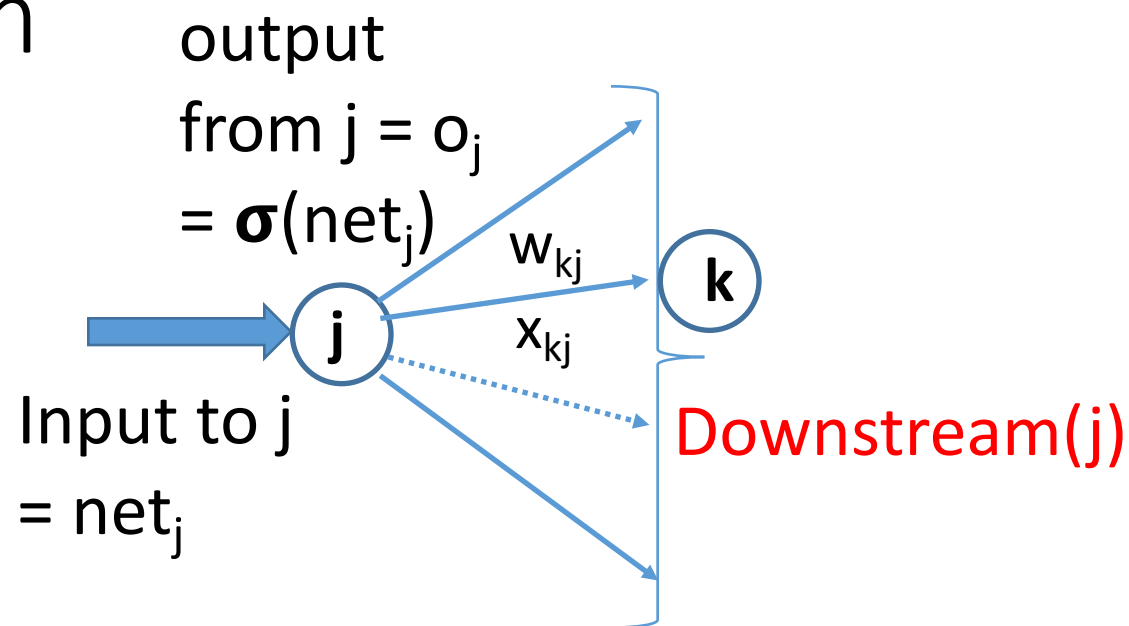 n
output
from j = oⱼ
= σ(netⱼ)
wₖⱼ
k
j
xₖⱼ
Input to j
= netⱼ
Downstream(j)